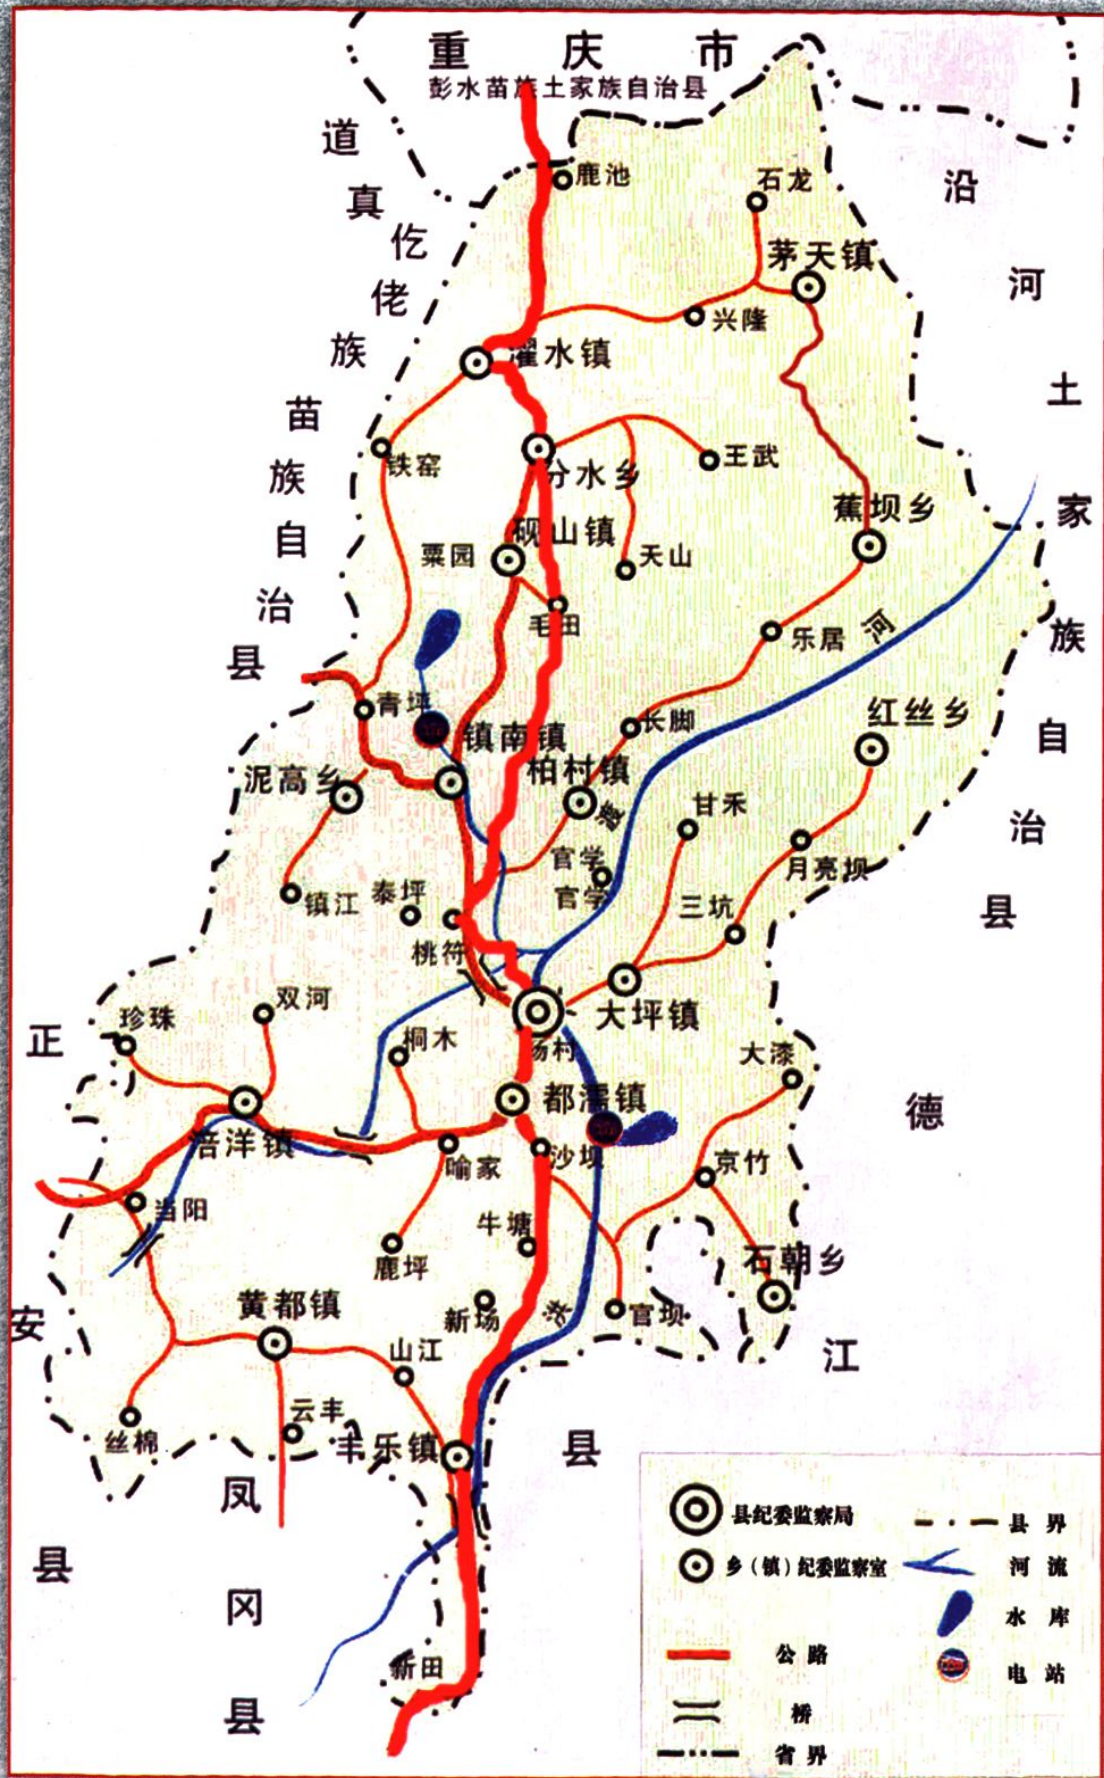 重庆市
彭水苗族土家族自治县
道真仡佬族苗族自治县
沿河土家族自治县
鹿池
石龙
茅天镇
兴隆
濯水镇
铁窑
分水乡
王武
砚山镇
粟园
天山
蕉坝乡
毛田
乐居
河
青坪
镇南镇
长脚
红丝乡
泥高乡
柏村镇
渡
甘禾
官学
官学
月亮坝
镇江
泰坪
三坑
桃符
双河
珍珠
大坪镇
桐木
杨村
大漆
正安县
都濡镇
德江县
涪洋镇
喻家
沙坝
京竹
当阳
牛塘
鹿坪
石朝乡
黄都镇
新场
洪
官坝
山江
云丰
丝棉
丰乐镇
凤冈县
新田
县纪委监察局
县界
乡(镇)纪委监察室
河流
水库
公路
电站
桥
省界